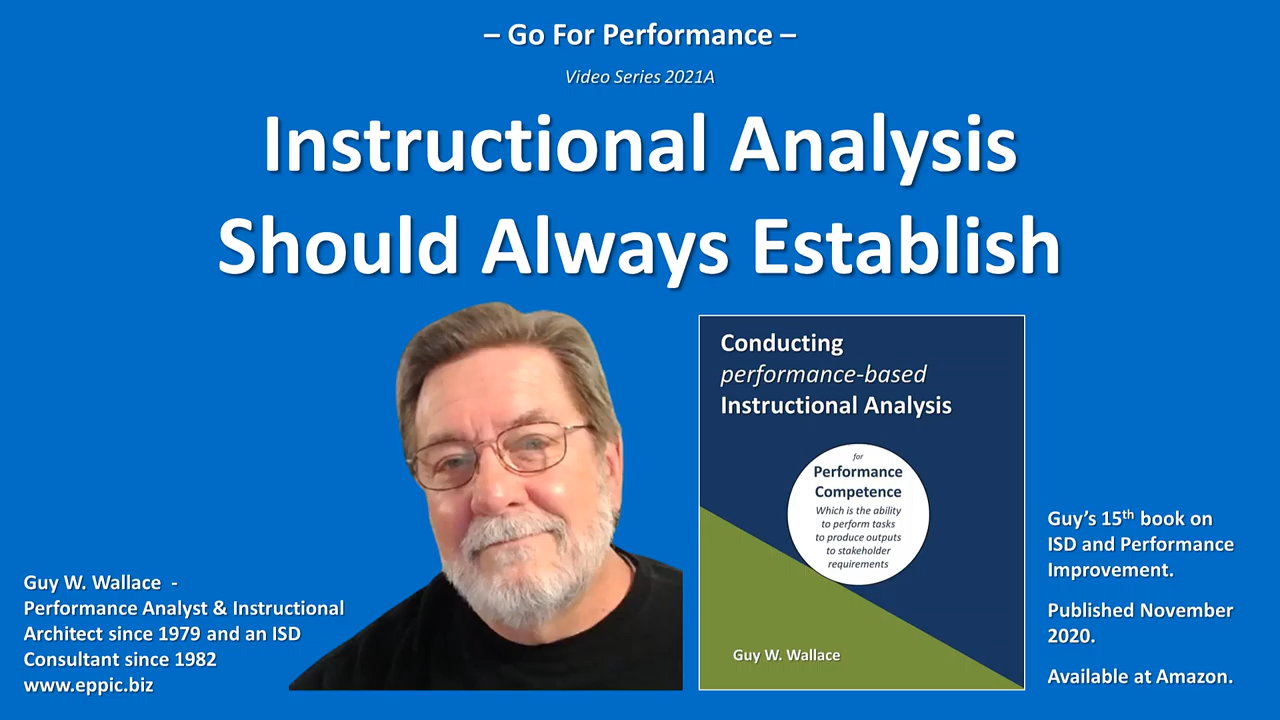 – Go For Performance –
Video Series 2021A
Instructional Analysis
Should Always Establish
Conducting
performance-based
Instructional Analysis
for
Performance
Competence
Which is the ability
to perform tasks
to produce outputs
to stakeholder
requirements
Guy W. Wallace
Guy W. Wallace -
Performance Analyst & Instructional
Architect since 1979 and an ISD
Consultant since 1982
www.eppic.biz
Guy's 15th book on
ISD and Performance
Improvement.
Published November
2020.
Available at Amazon.